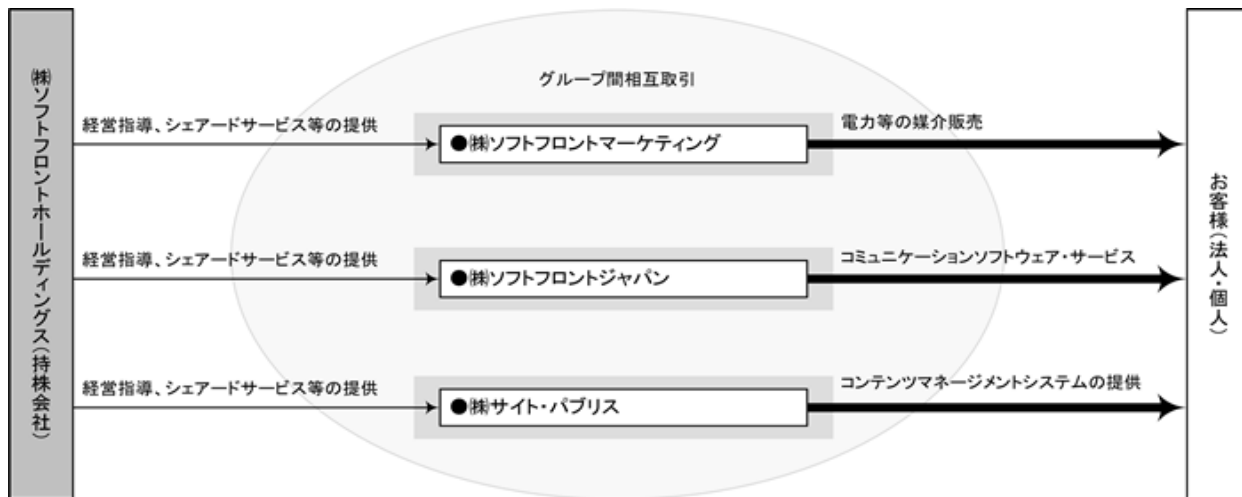 ㈱ソフトフロントホールディングス(持株会社)
グループ間相互取引
経営指導、シェアードサービス等の提供
●㈱ソフトフロントマーケティング
電力等の媒介販売
経営指導、シェアードサービス等の提供
●㈱ソフトフロントジャパン
コミュニケーションソフトウェア・サービス
経営指導、シェアードサービス等の提供
●㈱サイト・パブリス
コンテンツマネージメントシステムの提供
お客様(法人・個人)